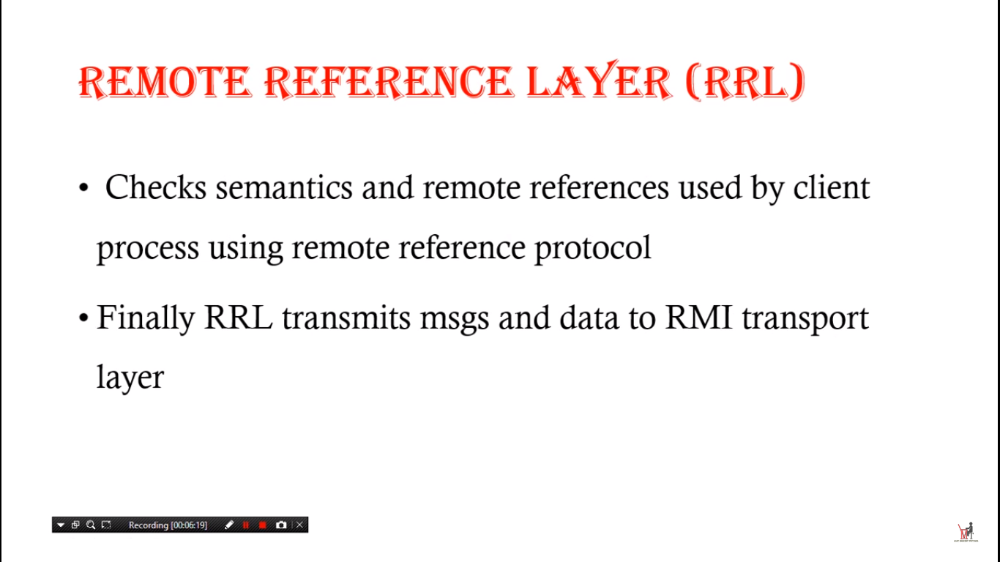 REMOTE REFERENCE LAYER (RRL)
• Checks semantics and remote references used by client
process using remote reference protocol
• Finally RRL transmits msgs and data to RMI transport
layer
Recording [00:06:19]